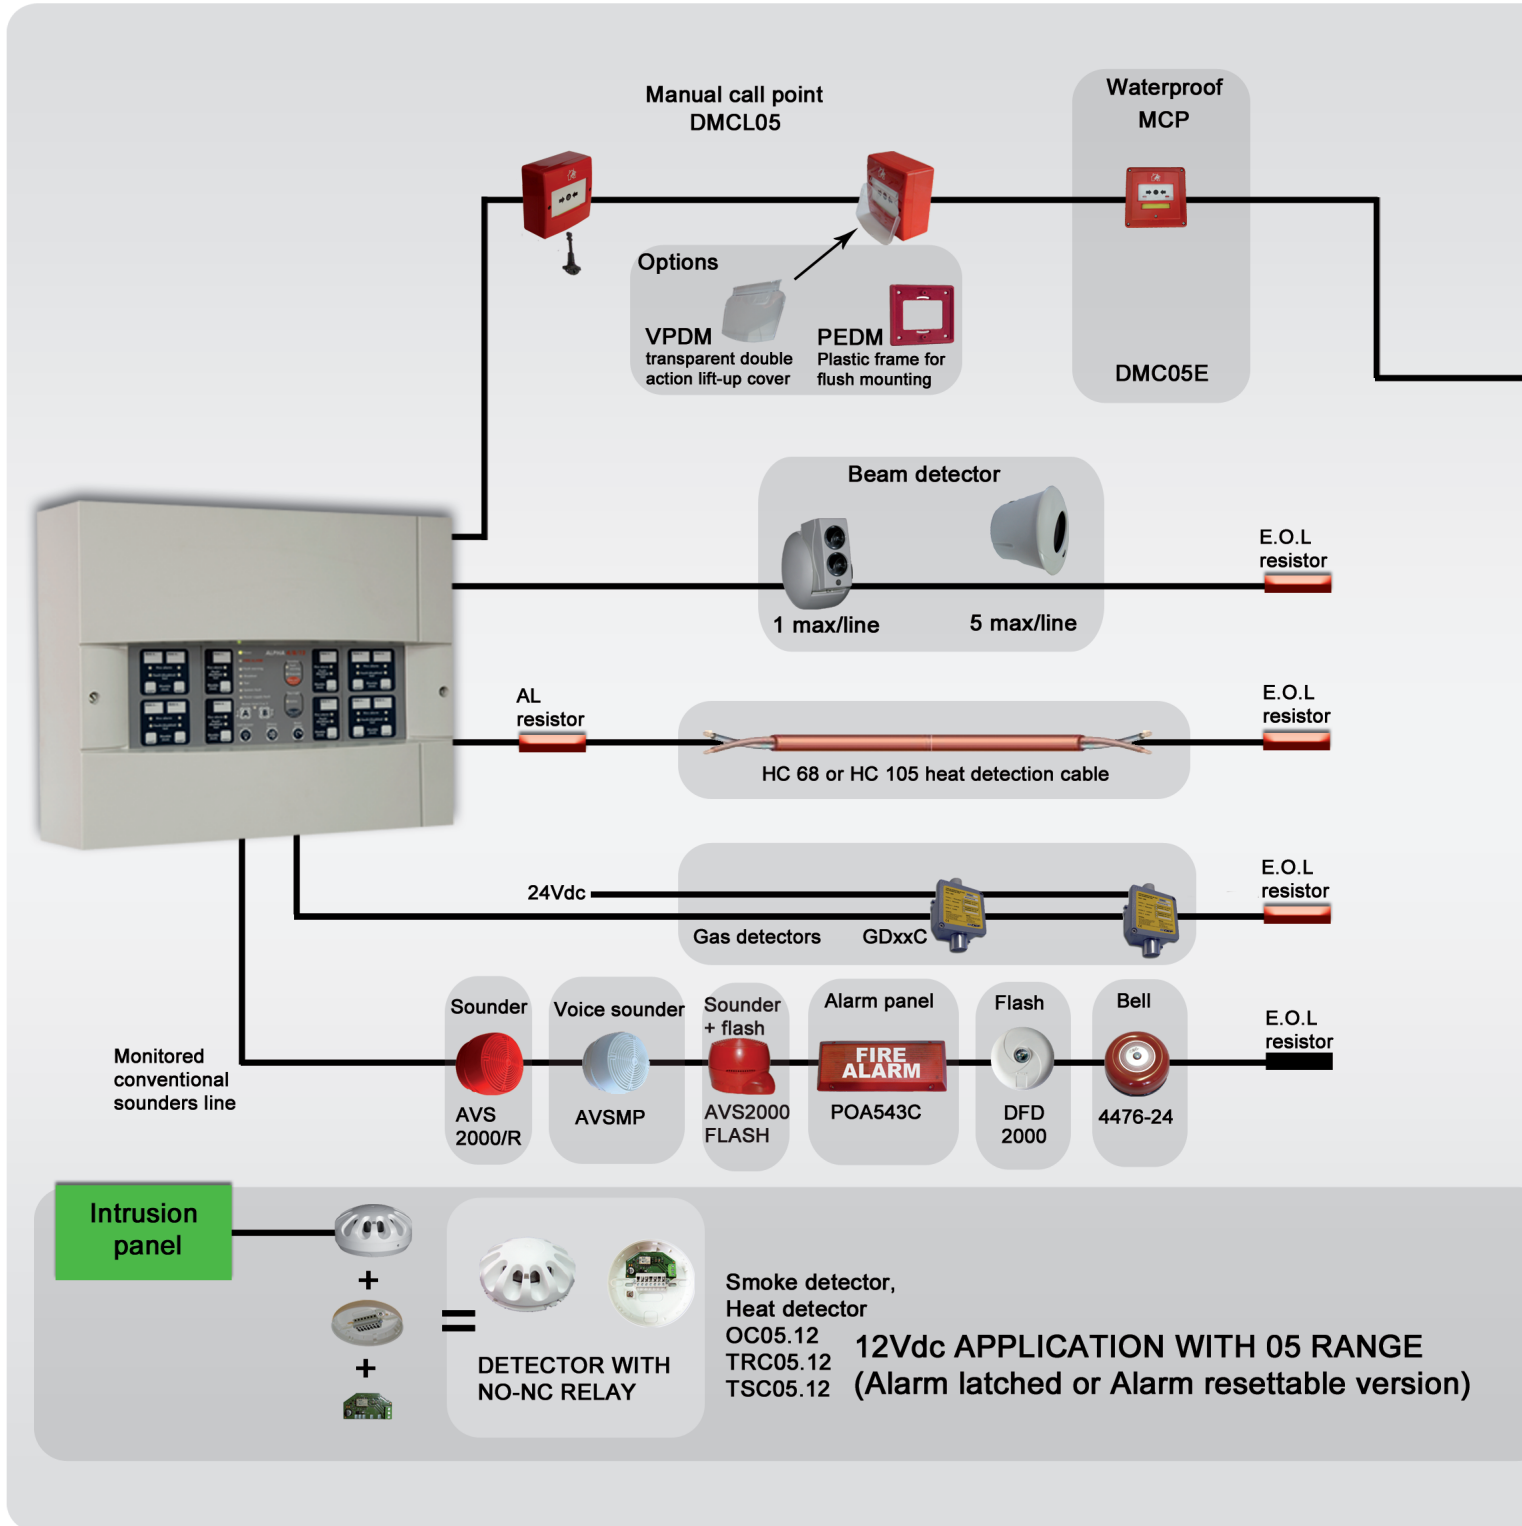 Manual call point
DMCL05
Waterproof
MCP
Options
VPDM
transparent double
action lift-up cover
PEDM
Plastic frame for
flush mounting
DMC05E
Beam detector
1 max/line
5 max/line
E.O.L
resistor
ALPHA
AL
resistor
HC 68 or HC 105 heat detection cable
E.O.L
resistor
24Vdc
Gas detectors
GDxxC
E.O.L
resistor
Monitored
conventional
sounders line
Sounder
AVS
2000/R
Voice sounder
AVSMP
Sounder
+ flash
AVS2000
FLASH
Alarm panel
FIRE
ALARM
POA543C
Flash
DFD
2000
Bell
4476-24
E.O.L
resistor
Intrusion
panel
+
+
=
DETECTOR WITH
NO-NC RELAY
Smoke detector,
Heat detector
OC05.12
TRC05.12
TSC05.12
12Vdc APPLICATION WITH 05 RANGE
(Alarm latched or Alarm resettable version)